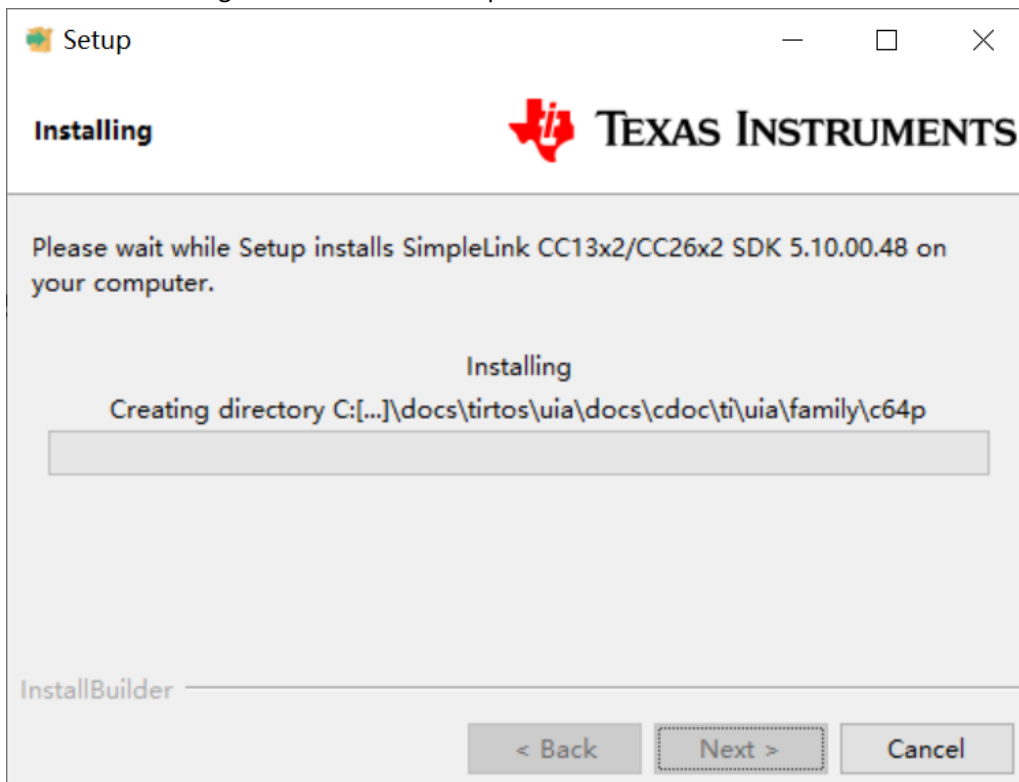 Setup
Installing
TEXAS INSTRUMENTS
Please wait while Setup installs SimpleLink CC13x2/CC26x2 SDK 5.10.00.48 on
your computer.
Installing
Creating directory C:[...]\docs\tirtos\uia\docs\cdoc\ti\uia\family\c64p
InstallBuilder
< Back
Next >
Cancel